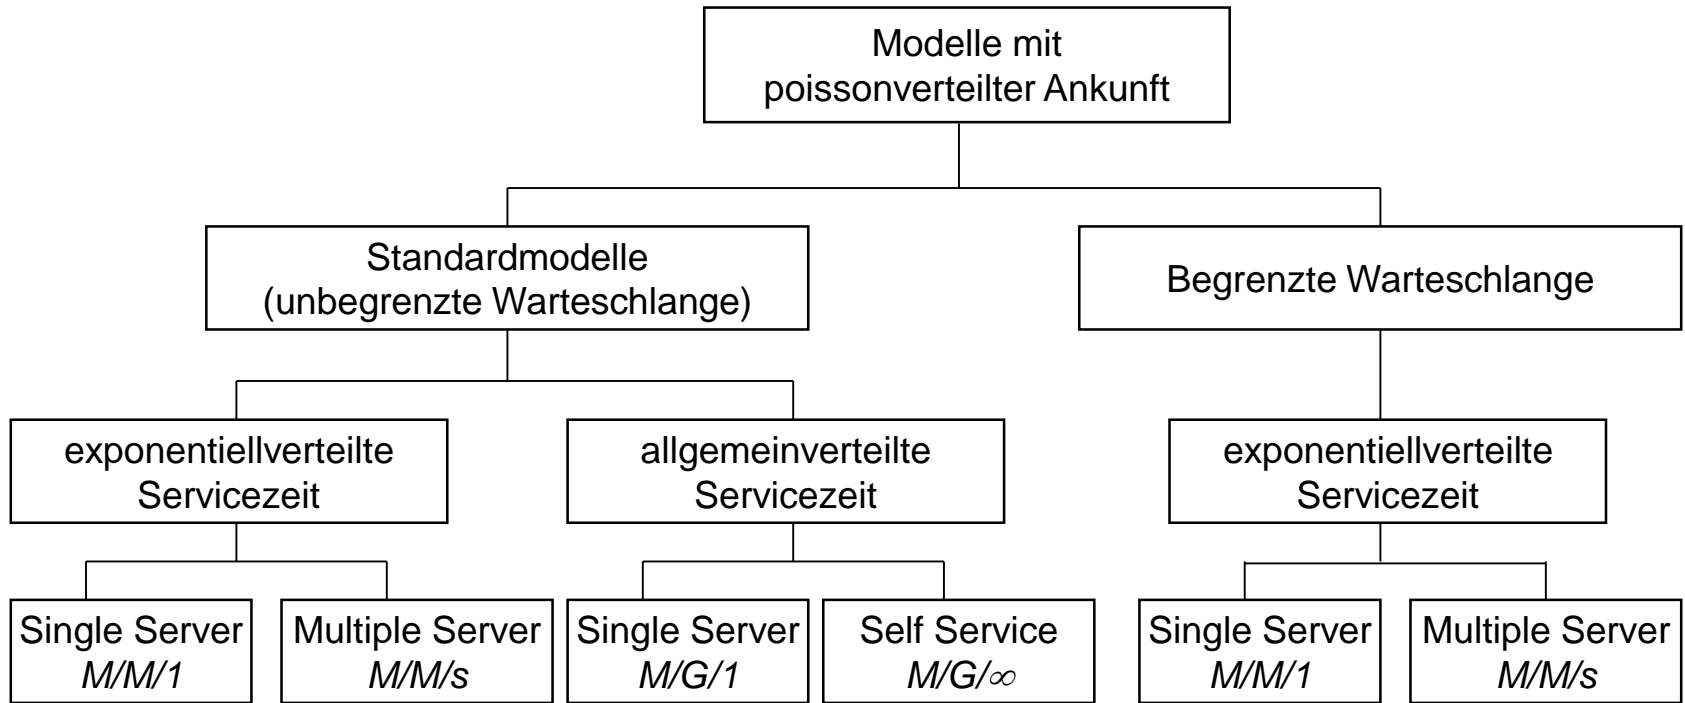 Modelle mit
poissonverteilter Ankunft
Standardmodelle
(unbegrenzte Warteschlange)
Begrenzte Warteschlange
exponentiellverteilte
Servicezeit
allgemeinverteilte
Servicezeit
exponentiellverteilte
Servicezeit
Single Server
M/M/1
Multiple Server
M/M/s
Single Server
M/G/1
Self Service
M/G/∞
Single Server
M/M/1
Multiple Server
M/M/s